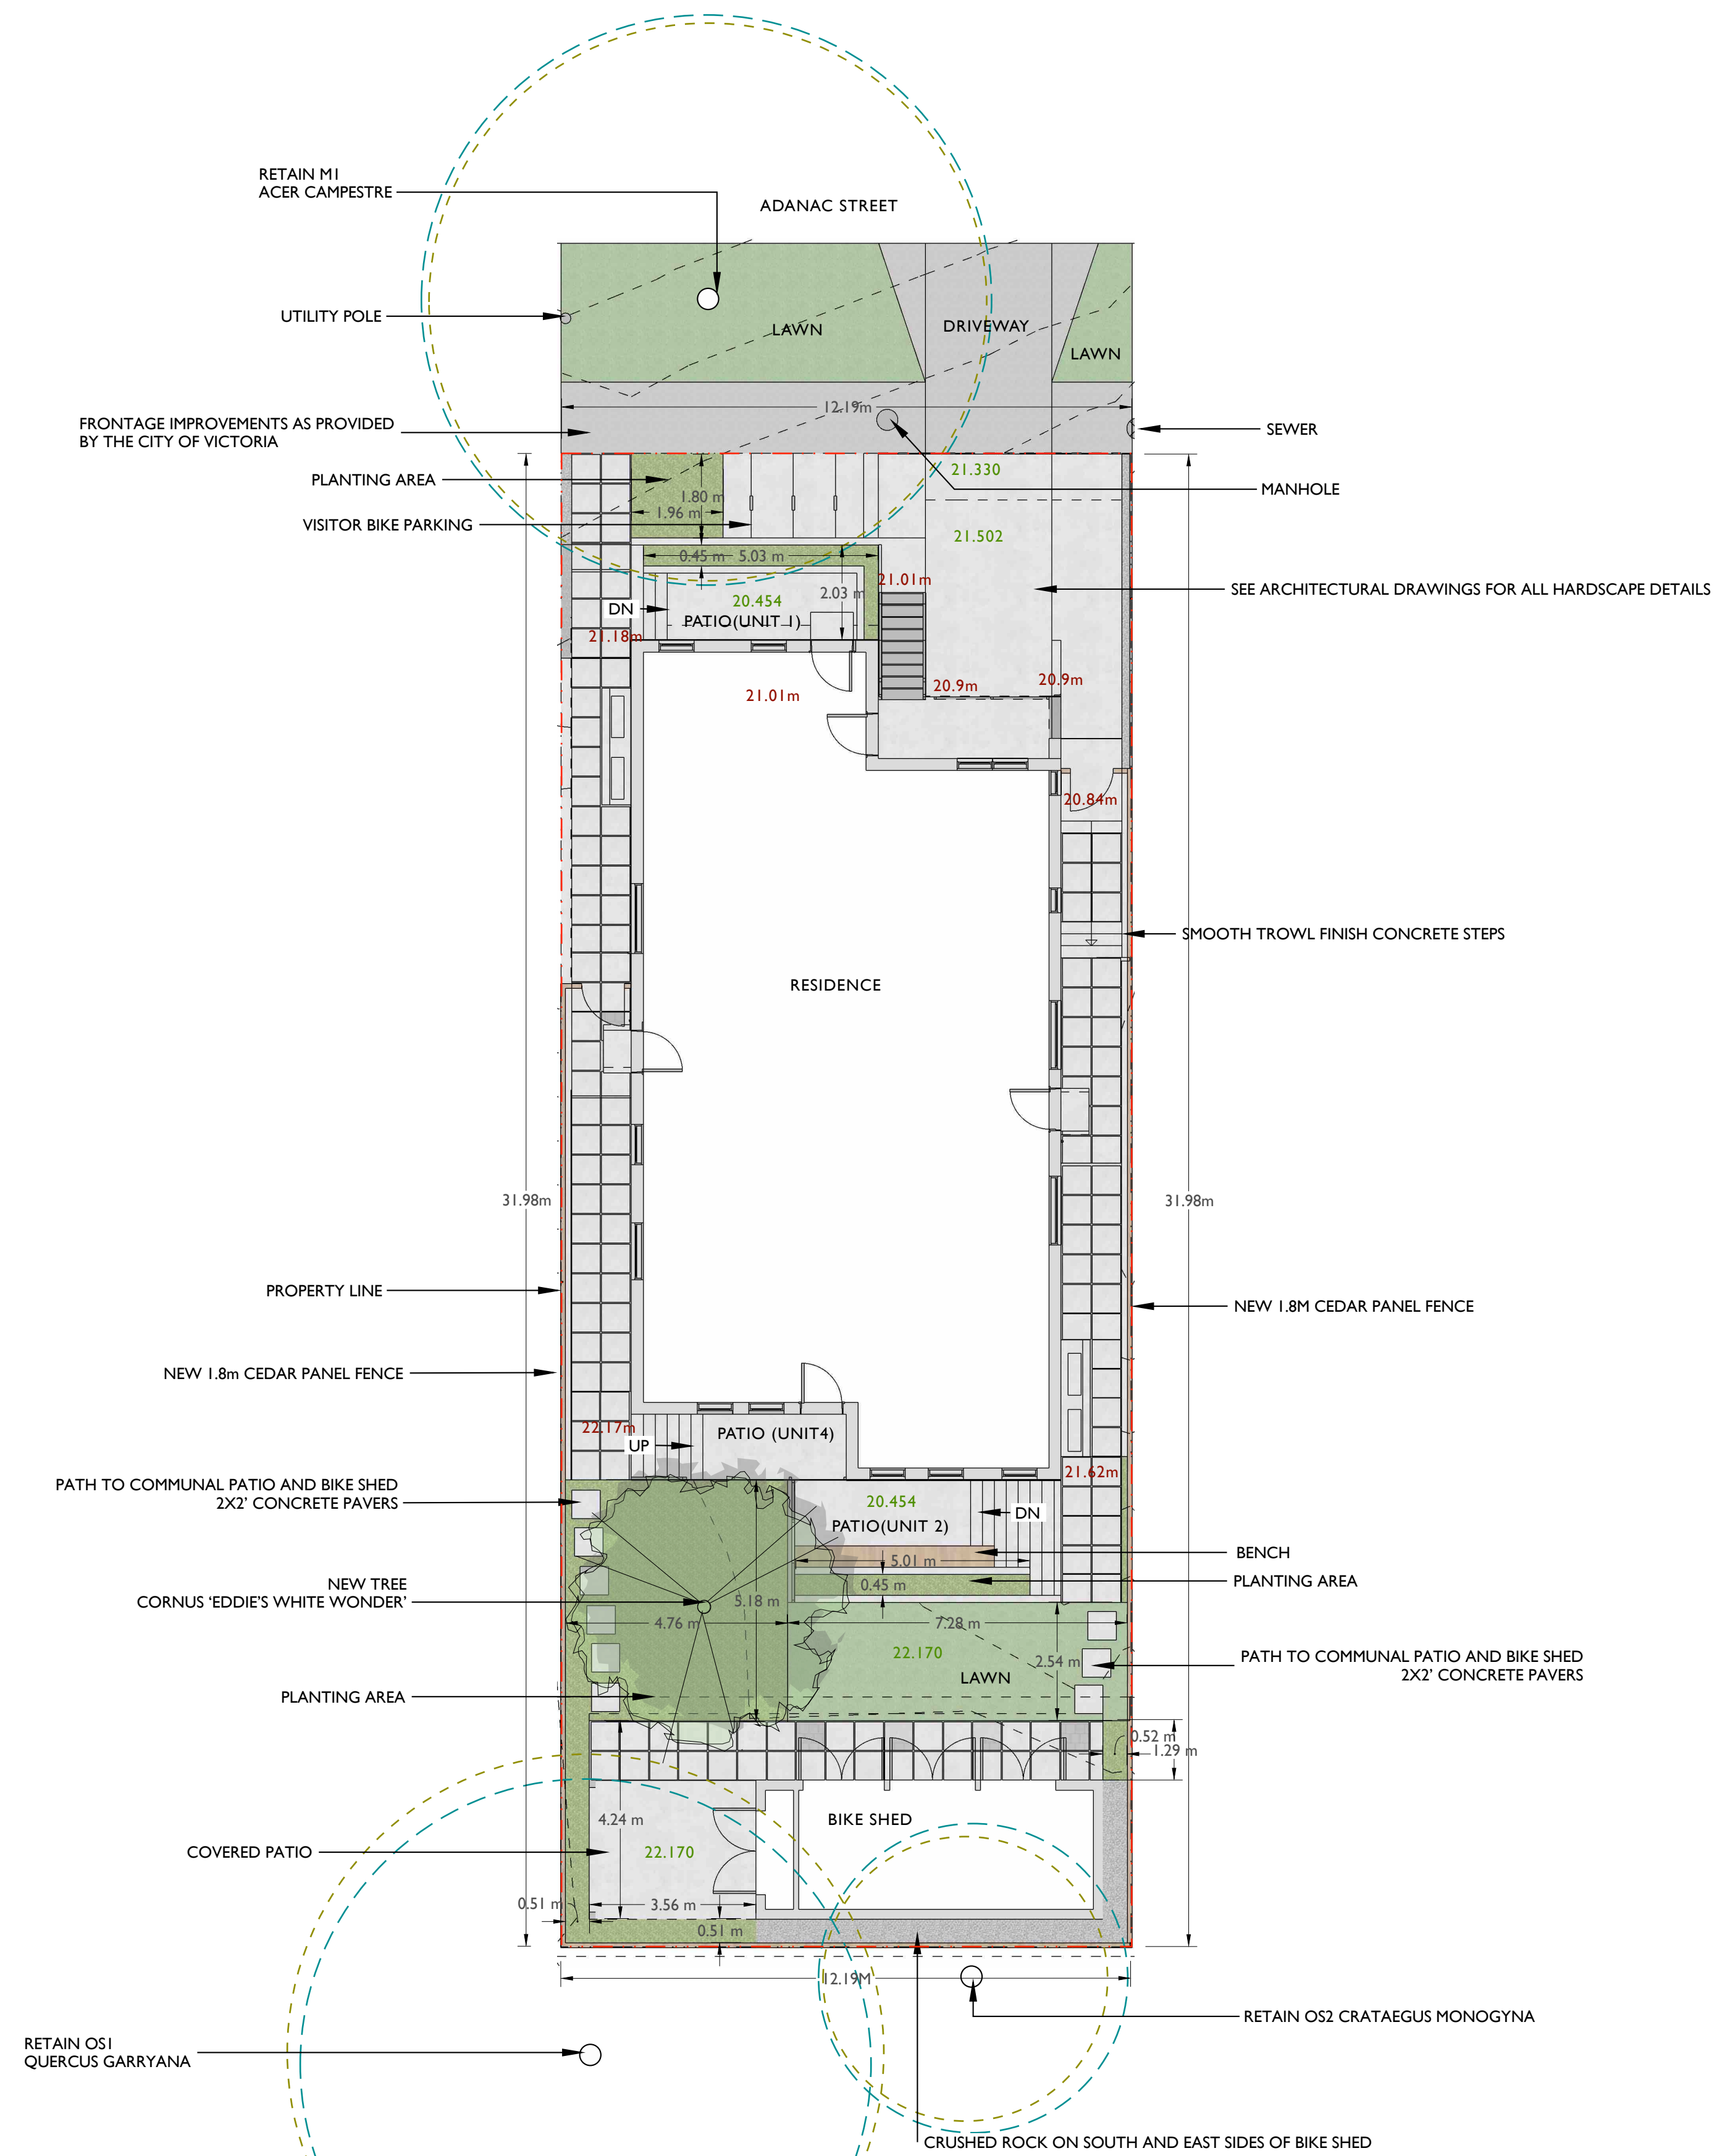 RETAIN M1
ACER CAMPESTRE
ADANAC STREET
UTILITY POLE
LAWN
DRIVEWAY
LAWN
12.19m
FRONTAGE IMPROVEMENTS AS PROVIDED
BY THE CITY OF VICTORIA
SEWER
21.330
PLANTING AREA
MANHOLE
1.80 m
1.96 m
VISITOR BIKE PARKING
21.502
0.45 m
5.03 m
21.01m
SEE ARCHITECTURAL DRAWINGS FOR ALL HARDSCAPE DETAILS
2.03 m
20.454
DN
PATIO(UNIT 1)
21.18m
20.9m
20.9m
21.01m
20.84m
SMOOTH TROWL FINISH CONCRETE STEPS
RESIDENCE
31.98m
31.98m
PROPERTY LINE
NEW 1.8M CEDAR PANEL FENCE
NEW 1.8m CEDAR PANEL FENCE
22.17m
PATIO (UNIT4)
UP
21.62m
PATH TO COMMUNAL PATIO AND BIKE SHED
2X2' CONCRETE PAVERS
20.454
DN
PATIO(UNIT 2)
BENCH
5.01 m
NEW TREE
CORNUS ‘EDDIE’S WHITE WONDER’
0.45 m
PLANTING AREA
5.18 m
4.76 m
7.28 m
22.170
2.54 m
PATH TO COMMUNAL PATIO AND BIKE SHED
2X2' CONCRETE PAVERS
LAWN
PLANTING AREA
0.52 m
1.29 m
BIKE SHED
4.24 m
COVERED PATIO
22.170
0.51 m
3.56 m
0.51 m
12.19M
RETAIN OS2 CRATAEGUS MONOGYNA
RETAIN OS1
QUERCUS GARRYANA
CRUSHED ROCK ON SOUTH AND EAST SIDES OF BIKE SHED